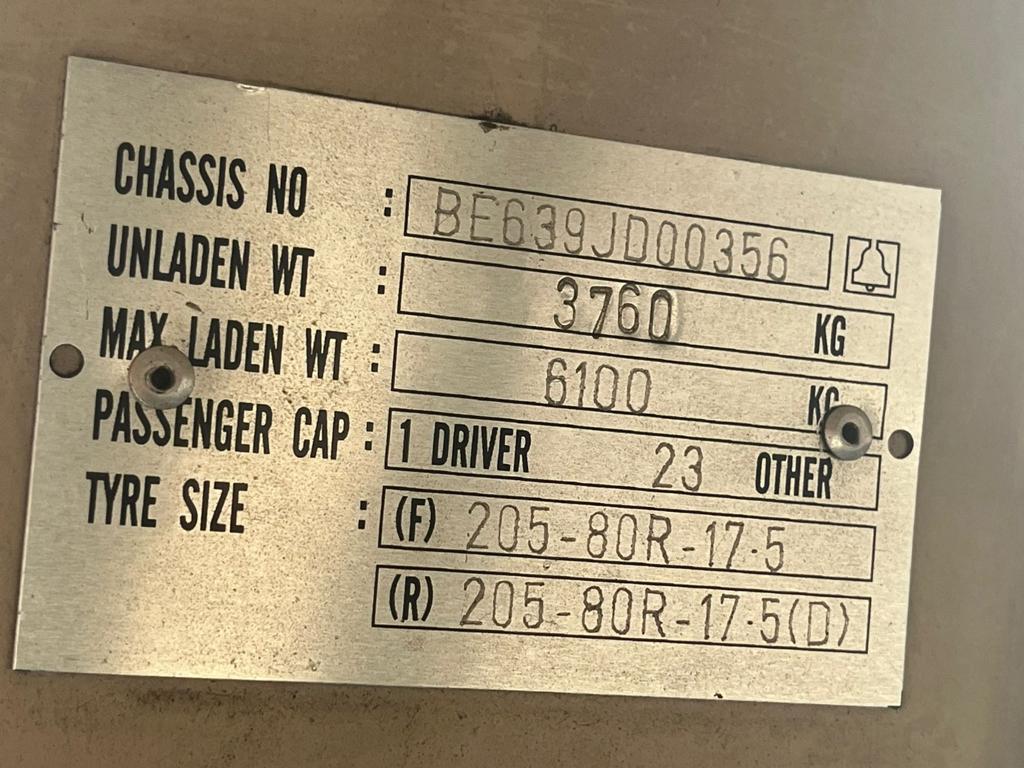 CHASSIS NO : BE639JD00356
UNLADEN WT : 3760 KG
MAX LADEN WT : 6100 KG
PASSENGER CAP : 1 DRIVER 23 OTHER
TYRE SIZE : (F) 205-80R-17.5
(R) 205-80R-17.5(D)